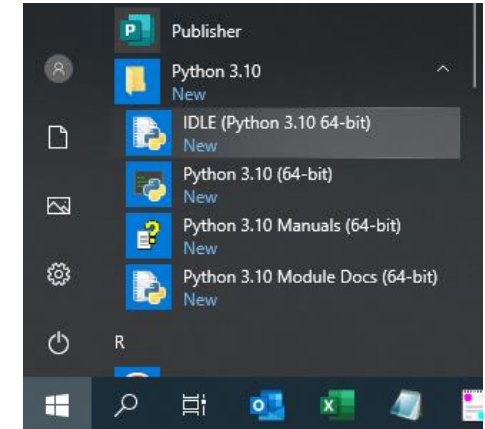 Publisher
Python 3.10
New
IDLE (Python 3.10 64-bit)
New
Python 3.10 (64-bit)
New
Python 3.10 Manuals (64-bit)
New
Python 3.10 Module Docs (64-bit)
New
R